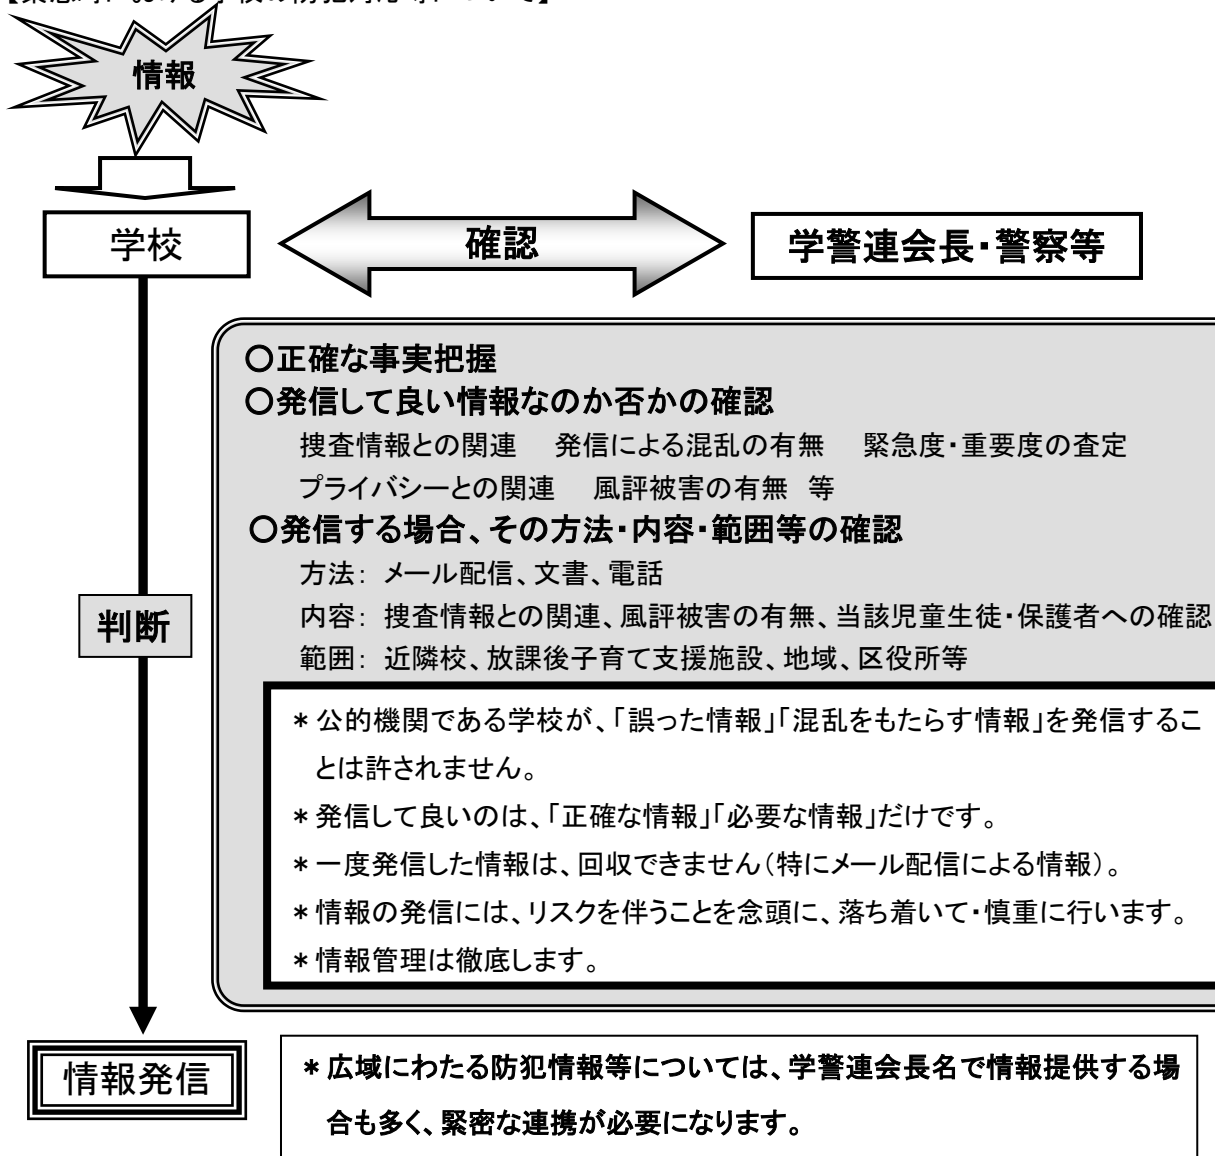 情報
学校
確認
学警連会長・警察等
〇正確な事実把握
〇発信して良い情報なのか否かの確認
捜査情報との関連　発信による混乱の有無　緊急度・重要度の査定
プライバシーとの関連　風評被害の有無　等
〇発信する場合、その方法・内容・範囲等の確認
方法：　メール配信、文書、電話
判断
内容：　捜査情報との関連、風評被害の有無、当該児童生徒・保護者への確認
範囲：　近隣校、放課後子育て支援施設、地域、区役所等
＊公的機関である学校が、「誤った情報」「混乱をもたらす情報」を発信するこ
とは許されません。
＊発信して良いのは、「正確な情報」「必要な情報」だけです。
＊一度発信した情報は、回収できません（特にメール配信による情報）。
＊情報の発信には、リスクを伴うことを念頭に、落ち着いて・慎重に行います。
＊情報管理は徹底します。
情報発信
＊広域にわたる防犯情報等については、学警連会長名で情報提供する場
合も多く、緊密な連携が必要になります。